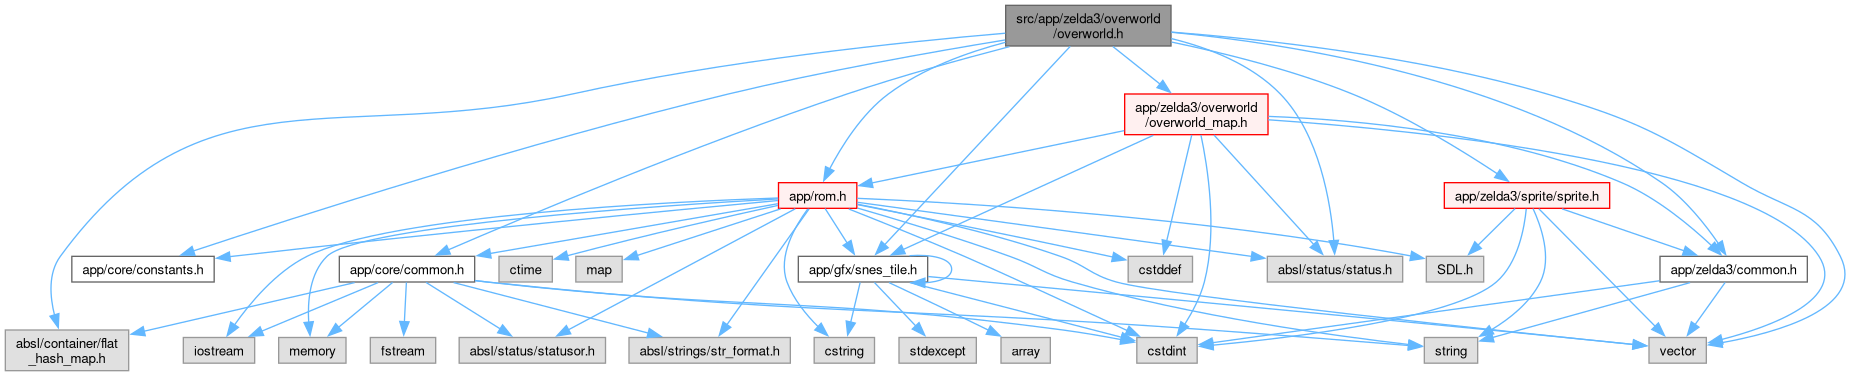 src/app/zelda3/overworld
/overworld.h
app/zelda3/overworld
/overworld_map.h
app/rom.h
app/zelda3/sprite/sprite.h
app/core/constants.h
app/core/common.h
ctime
map
app/gfx/snes_tile.h
cstddef
absl/status/status.h
SDL.h
app/zelda3/common.h
absl/container/flat
_hash_map.h
iostream
memory
fstream
absl/status/statusor.h
absl/strings/str_format.h
cstring
stdexcept
array
cstdint
string
vector